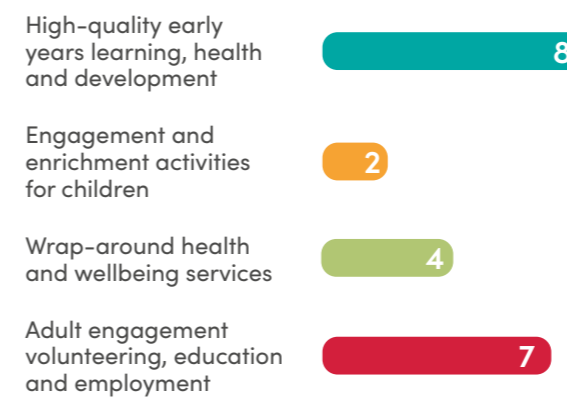 High-quality early
years learning, health
and development
8
Engagement and
enrichment activities
for children
2
Wrap-around health
and wellbeing services
4
Adult engagement
volunteering, education
and employment
7